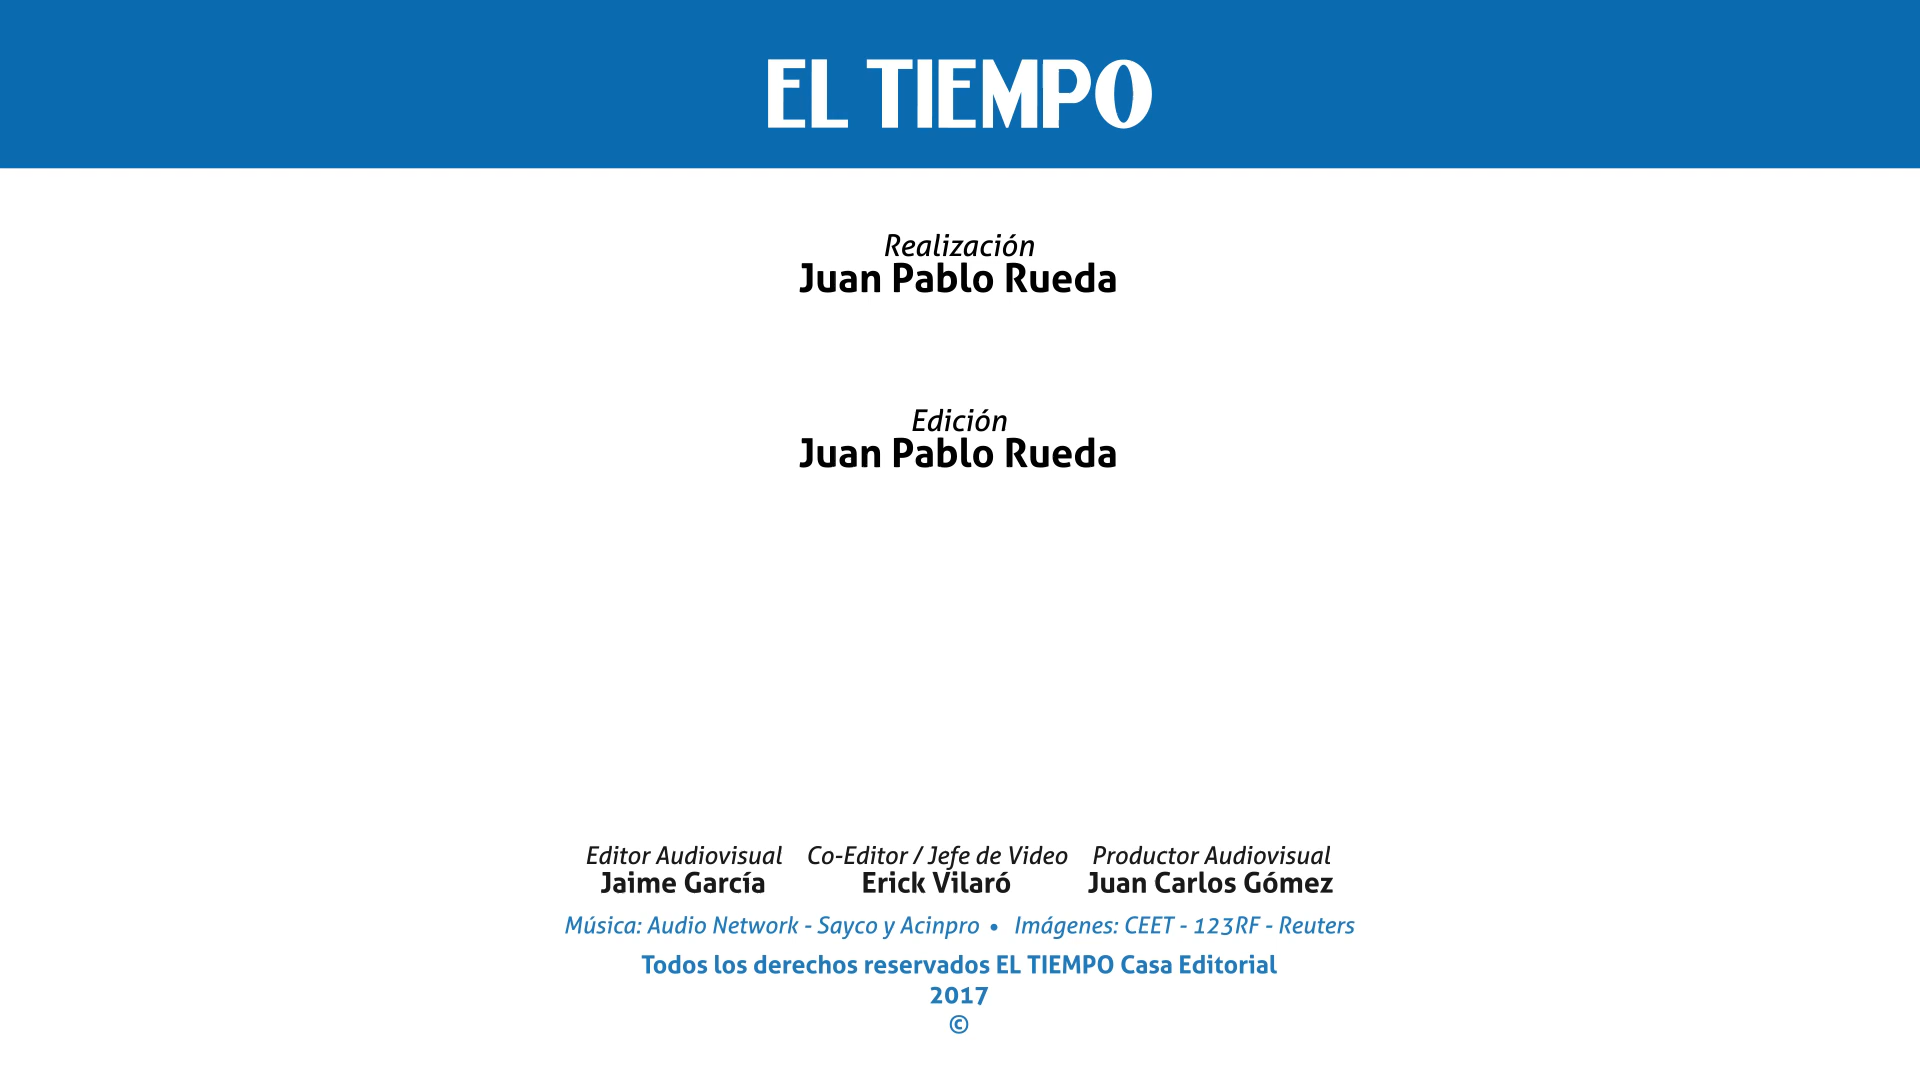 EL TIEMPO
Realización
Juan Pablo Rueda
Edición
Juan Pablo Rueda
Editor Audiovisual Co-Editor / Jefe de Video Productor Audiovisual
Jaime García Erick Vilaró Juan Carlos Gómez
Música: Audio Network - Sayco y Acinpro • Imágenes: CEET - 123RF - Reuters
Todos los derechos reservados EL TIEMPO Casa Editorial
2017
©